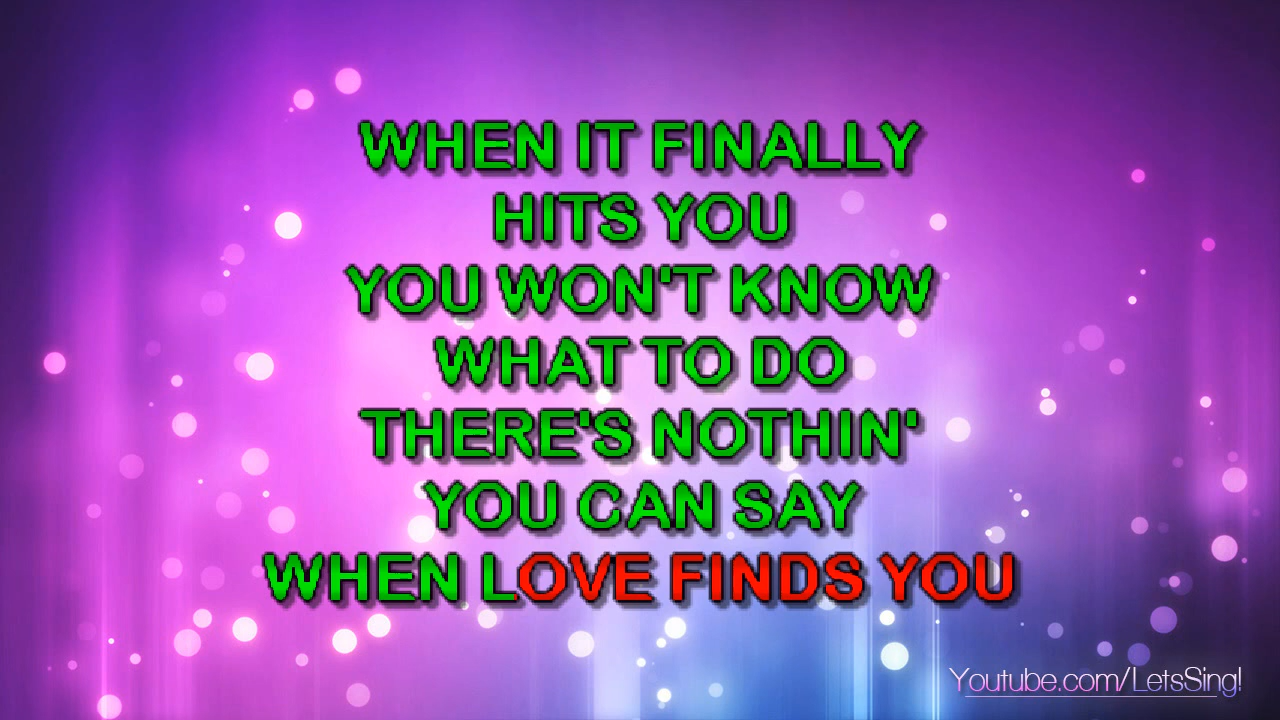 WHEN IT FINALLY
HITS YOU
YOU WON'T KNOW
WHAT TO DO
THERE'S NOTHIN'
YOU CAN SAY
WHEN LOVE FINDS YOU
Youtube.com/LetsSing!